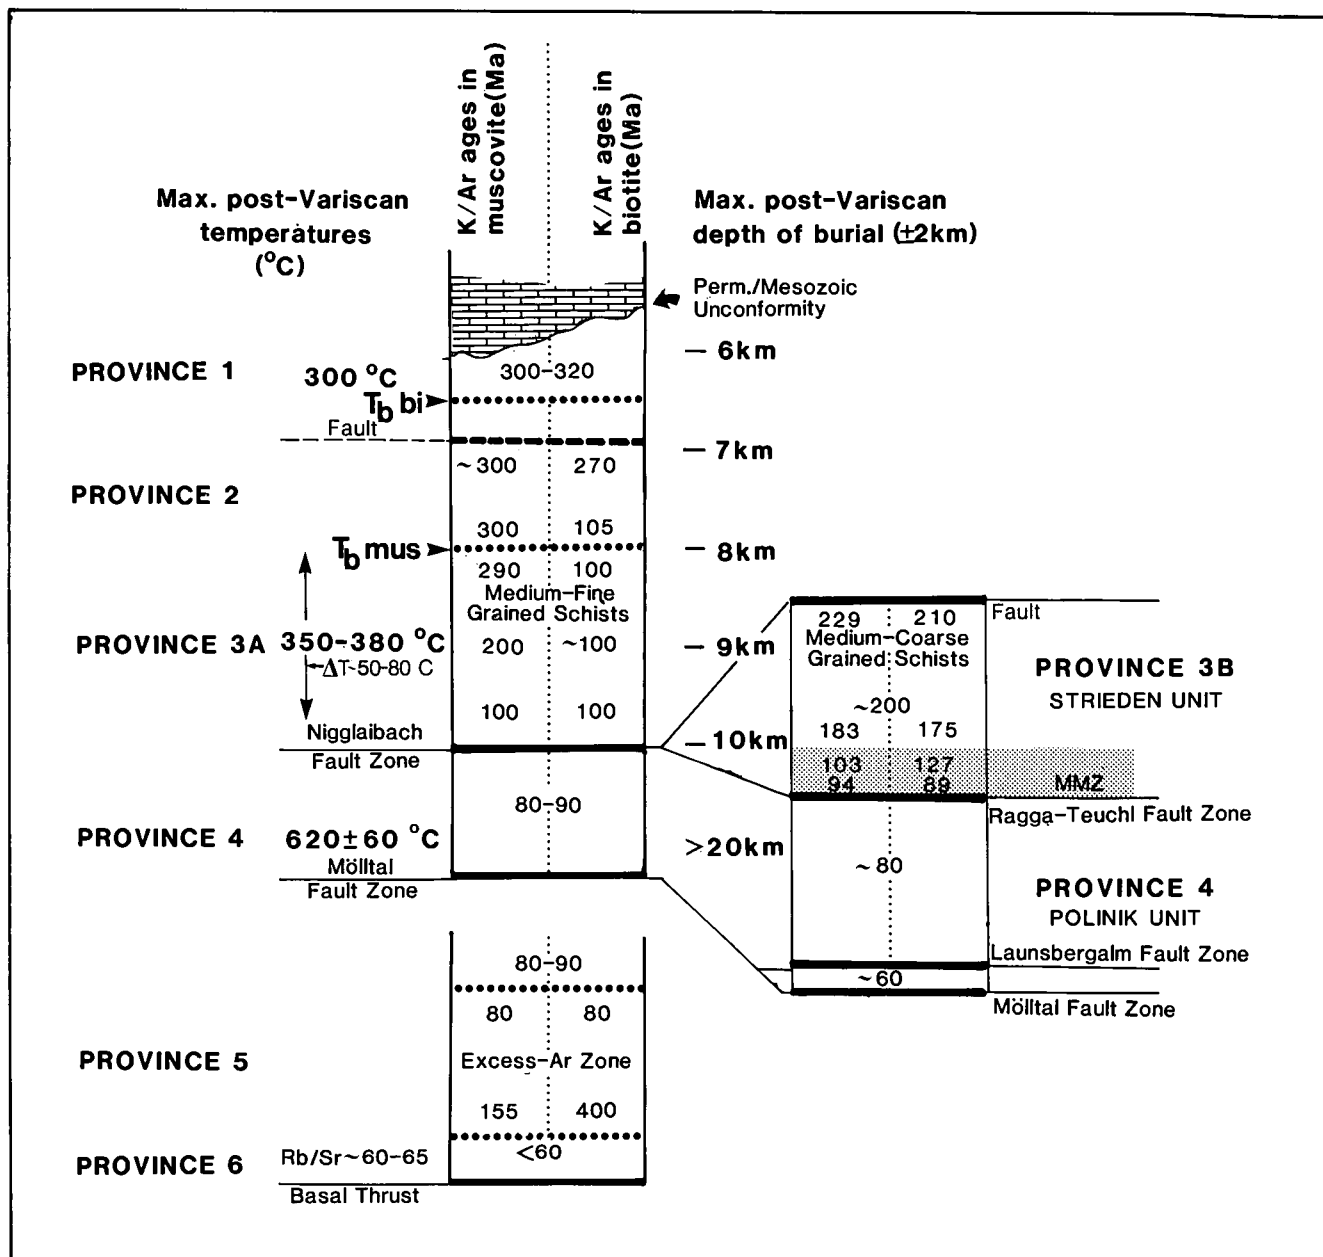 K/Ar ages in
muscovite(Ma)
K/Ar ages in
biotite(Ma)
Max. post-Variscan
temperatures
(°C)
Max. post-Variscan
depth of burial (±2km)
Perm./Mesozoic
Unconformity
– 6km
PROVINCE 1
300 °C
300-320
Tb bi
Fault
– 7km
~300
270
PROVINCE 2
300
105
Tb mus
– 8km
290
100
Medium-Fine
Grained Schists
PROVINCE 3A
350-380 °C
200
~100
– 9km
ΔT~50-80 C
100
100
Nigglaibach
Fault Zone
– 10km
80-90
PROVINCE 4
620±60 °C
>20km
Mölltal
Fault Zone
229
210
Fault
Medium-Coarse
Grained Schists
PROVINCE 3B
STRIEDEN UNIT
~200
183
175
103
127
94
89
MMZ
Ragga-Teuchl Fault Zone
~80
PROVINCE 4
POLINIK UNIT
Launsbergalm Fault Zone
~60
Mölltal Fault Zone
80-90
80
80
PROVINCE 5
Excess-Ar Zone
155
400
PROVINCE 6
Rb/Sr~60-65
<60
Basal Thrust